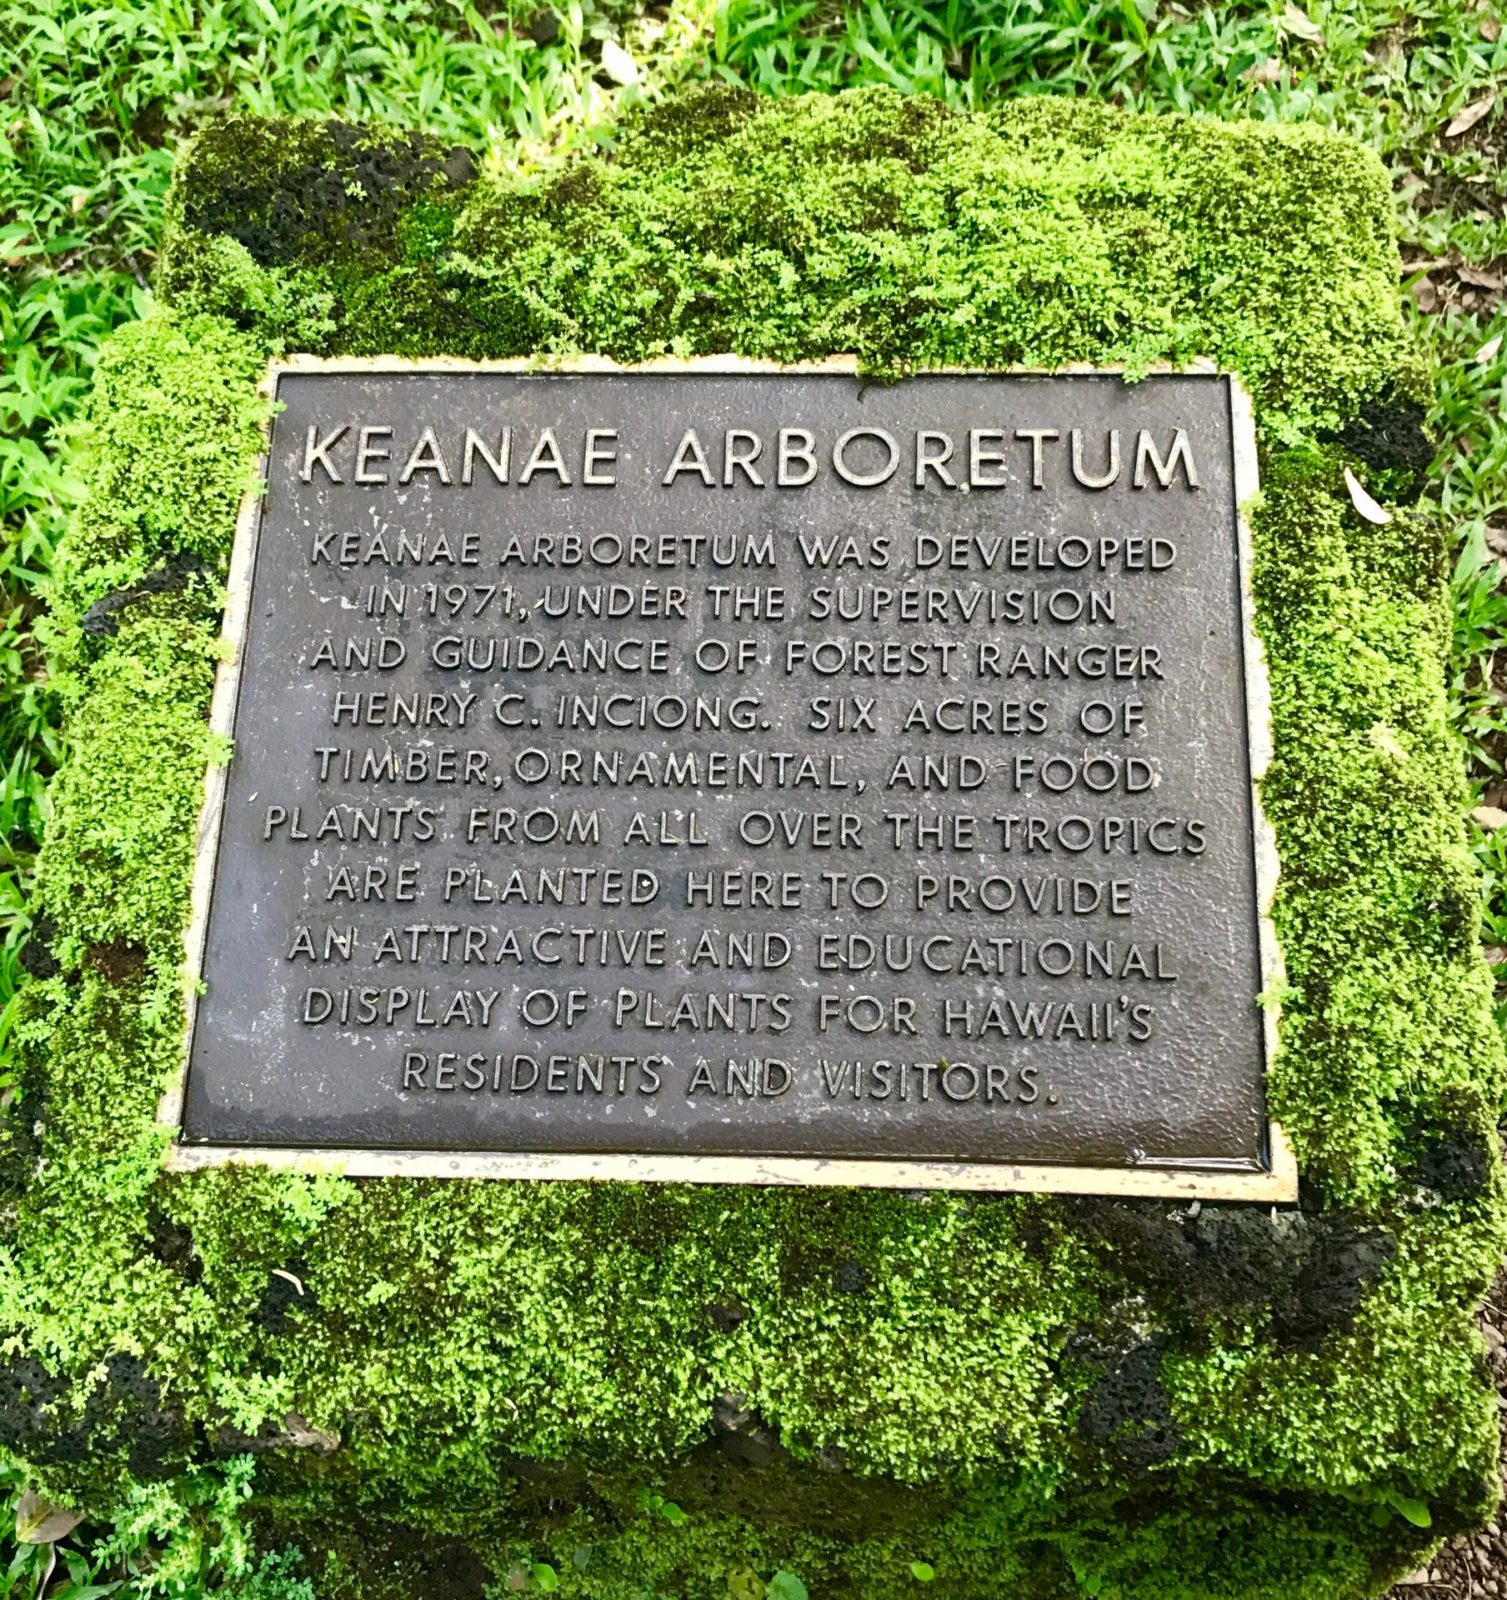 KEANAE ARBORETUM
KEANAE ARBORETUM WAS DEVELOPED
IN 1971, UNDER THE SUPERVISION
AND GUIDANCE OF FOREST RANGER
HENRY C. INCIONG. SIX ACRES OF
TIMBER, ORNAMENTAL, AND FOOD
PLANTS FROM ALL OVER THE TROPICS
ARE PLANTED HERE TO PROVIDE
AN ATTRACTIVE AND EDUCATIONAL
DISPLAY OF PLANTS FOR HAWAII'S
RESIDENTS AND VISITORS.